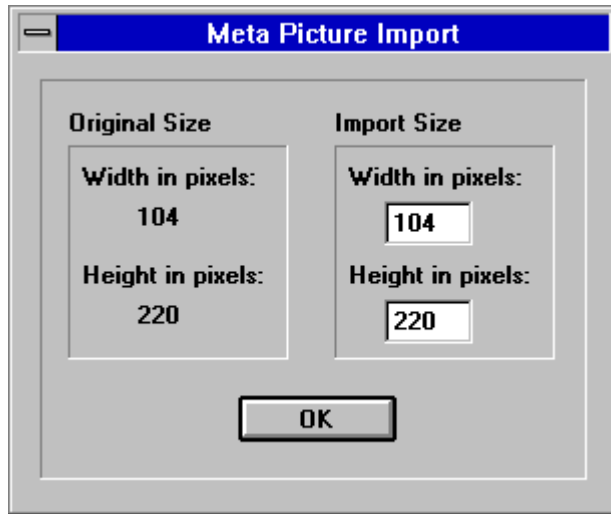 Meta Picture Import
Original Size
Width in pixels:
104
Height in pixels:
220
Import Size
Width in pixels:
104
Height in pixels:
220
OK